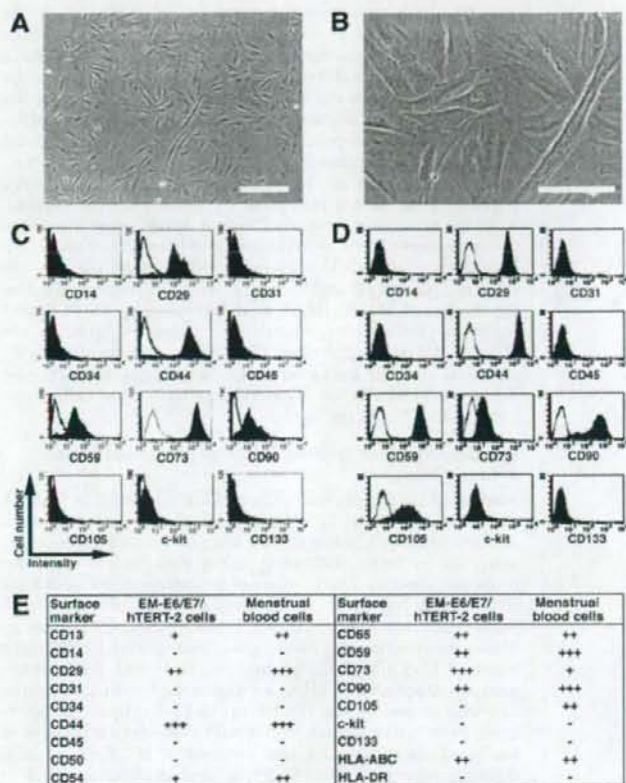 A
B
C
CD14 CD29 CD31
CD34 CD44 CD45
CD59 CD73 CD90
CD105 c-kit CD133
Cell number
Intensity
D
CD14 CD29 CD31
CD34 CD44 CD45
CD59 CD73 CD90
CD105 c-kit CD133
E
Surface marker EM-E6/E7/ hTERT-2 cells Menstrual blood cells Surface marker EM-E6/E7/ hTERT-2 cells Menstrual blood cells
CD13 + ++ CD65 ++ ++
CD14 - - CD59 ++ +++
CD29 ++ +++ CD73 +++ +
CD31 - - CD90 ++ +++
CD34 - - CD105 - ++
CD44 +++ +++ c-kit - -
CD45 - - CD133 - -
CD50 - - HLA-ABC ++ ++
CD54 + ++ HLA-DR - -